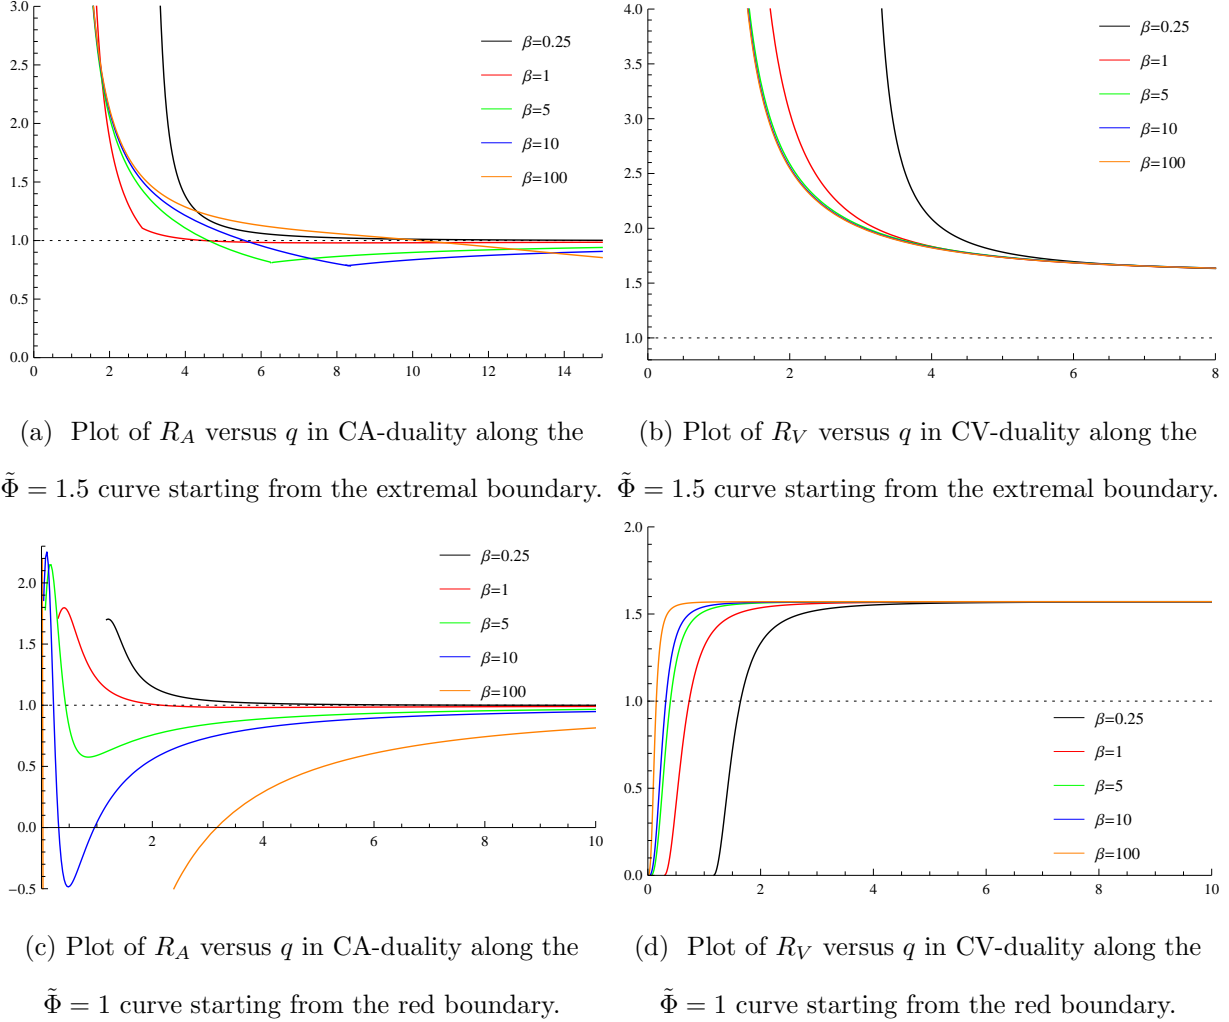 3.0
2.5
2.0
1.5
1.0
0.5
0.0
0 2 4 6 8 10 12 14
β=0.25
β=1
β=5
β=10
β=100
4.0
3.5
3.0
2.5
2.0
1.5
1.0
0 2 4 6 8
β=0.25
β=1
β=5
β=10
β=100
(a) Plot of R_A versus q in CA-duality along the
Φ̃ = 1.5 curve starting from the extremal boundary.
(b) Plot of R_V versus q in CV-duality along the
Φ̃ = 1.5 curve starting from the extremal boundary.
2.0
1.5
1.0
0.5
0.0
−0.5
2 4 6 8 10
β=0.25
β=1
β=5
β=10
β=100
2.0
1.5
1.0
0.5
0.0
0 2 4 6 8 10
β=0.25
β=1
β=5
β=10
β=100
(c) Plot of R_A versus q in CA-duality along the
Φ̃ = 1 curve starting from the red boundary.
(d) Plot of R_V versus q in CV-duality along the
Φ̃ = 1 curve starting from the red boundary.